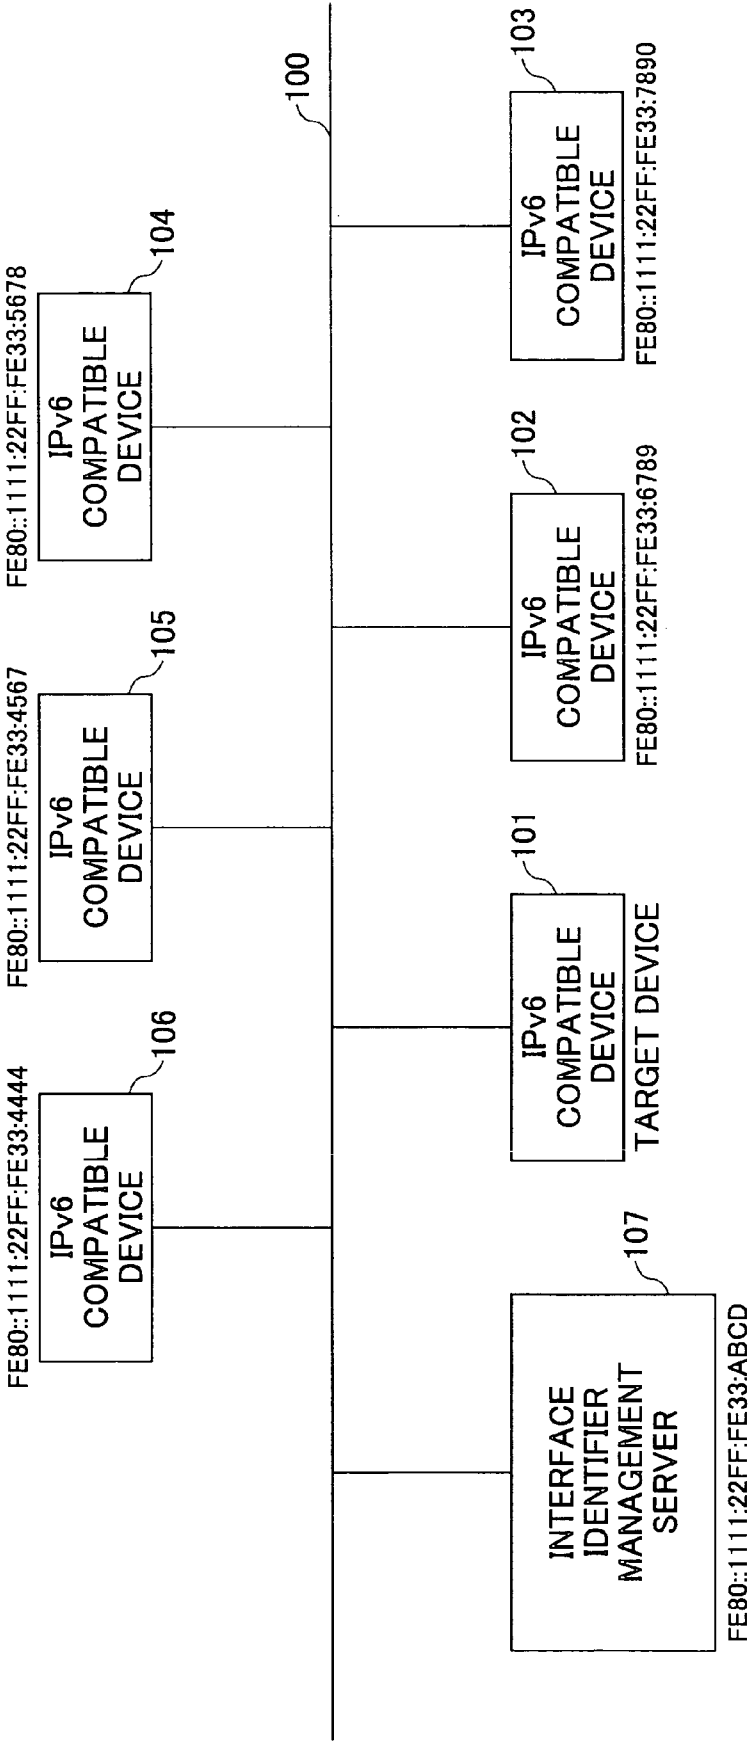 FE80::1111:22FF:FE33:4444
IPv6
COMPATIBLE
DEVICE
106
FE80::1111:22FF:FE33:4567
IPv6
COMPATIBLE
DEVICE
105
FE80::1111:22FF:FE33:5678
IPv6
COMPATIBLE
DEVICE
104
100
INTERFACE
IDENTIFIER
MANAGEMENT
SERVER
107
FE80::1111:22FF:FE33:ABCD
IPv6
COMPATIBLE
DEVICE
101
TARGET DEVICE
IPv6
COMPATIBLE
DEVICE
102
FE80::1111:22FF:FE33:6789
IPv6
COMPATIBLE
DEVICE
103
FE80::1111:22FF:FE33:7890